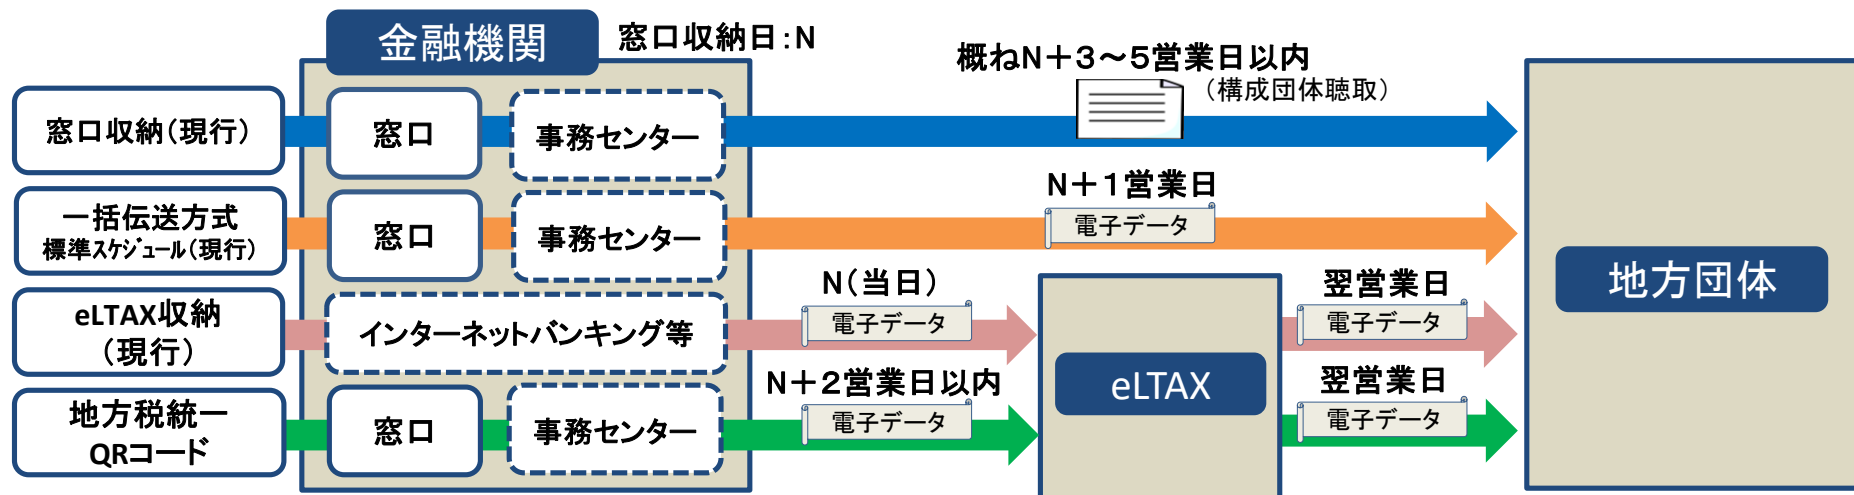 金融機関
窓口収納日:N
概ねN+3~5営業日以内
(構成団体聴取)
窓口収納(現行)
窓口
事務センター
N+1営業日
一括伝送方式
標準スケジュール(現行)
窓口
事務センター
電子データ
地方団体
N(当日)
翌営業日
eLTAX収納
(現行)
インターネットバンキング等
電子データ
電子データ
eLTAX
N+2営業日以内
翌営業日
地方税統一
QRコード
窓口
事務センター
電子データ
電子データ